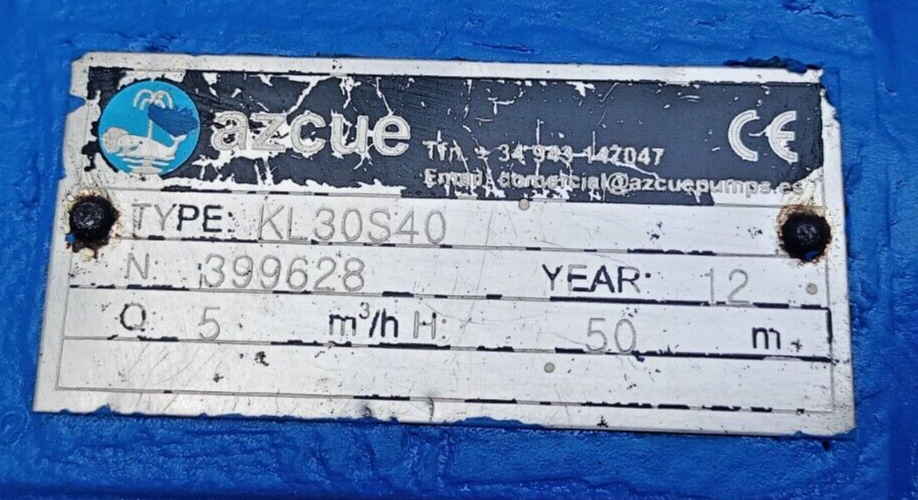 azcue
CE
Tfn. + 34 943 147047
Email: comercial@azcuepumps.es
TYPE: KL30S40
N: 399628 YEAR: 12
Q: 5 m³/h H: 50 m